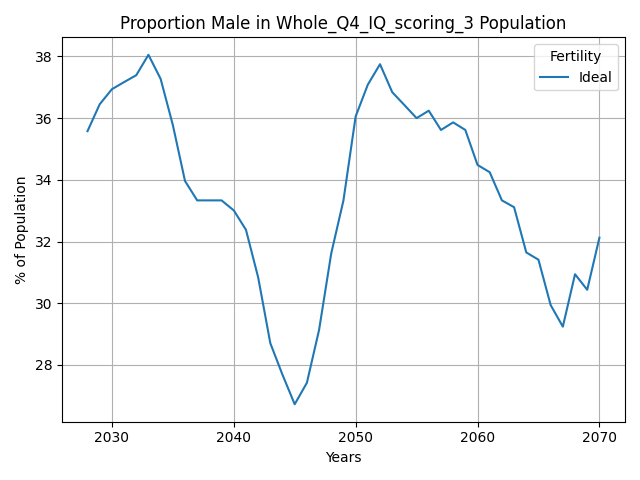 Proportion Male in Whole_Q4_IQ_scoring_3 Population
Fertility
Ideal
% of Population
38
36
34
32
30
28
2030 2040 2050 2060 2070
Years